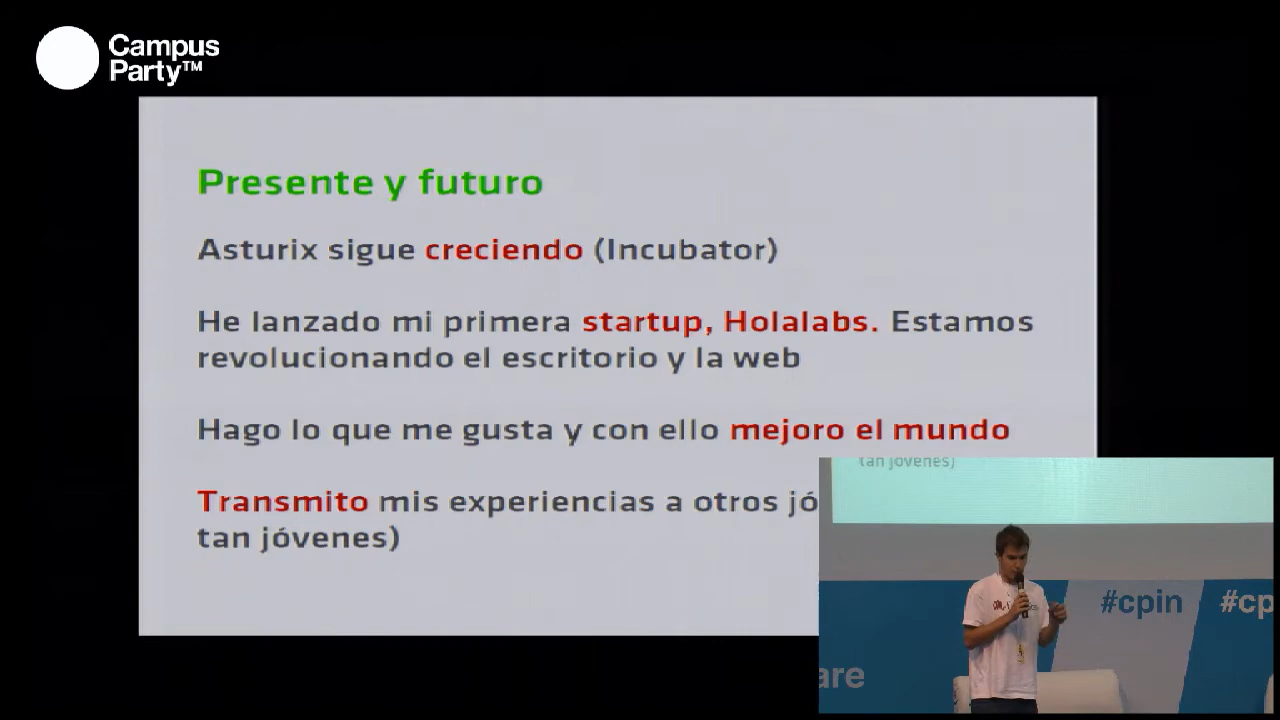 Campus
Party™
Presente y futuro
Asturix sigue creciendo (Incubator)
He lanzado mi primera startup, Holalabs. Estamos
revolucionando el escritorio y la web
Hago lo que me gusta y con ello mejoro el mundo
Transmito mis experiencias a otros jó
tan jóvenes)
tan jóvenes)
#cpin
#cp
are